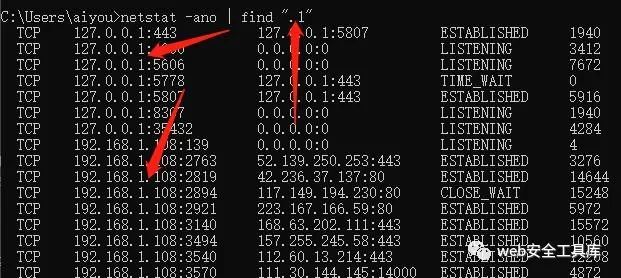 C:\Users\aiyou>netstat -ano | find ".1"
TCP 127.0.0.1:443 127.0.0.1:5807 ESTABLISHED 1940
TCP 0.0.0.0:0 LISTENING 3412
TCP 127.0.0.1:5606 0.0.0.0:0 LISTENING 7672
TCP 127.0.0.1:5778 127.0.0.1:443 TIME_WAIT 0
TCP 127.0.0.1:5807 127.0.0.1:443 ESTABLISHED 5916
TCP 127.0.0.1:8307 0.0.0.0:0 LISTENING 1940
TCP 127.0.0.1:35432 0.0.0.0:0 LISTENING 4284
TCP 192.168.1.108:139 0.0.0.0:0 LISTENING 4
TCP 192.168.1.108:2763 52.139.250.253:443 ESTABLISHED 3276
TCP 192.168.1.108:2819 42.236.37.137:80 ESTABLISHED 14644
TCP 192.168.1.108:2894 117.149.194.230:80 CLOSE_WAIT 15248
TCP 192.168.1.108:2921 223.167.166.59:80 ESTABLISHED 5972
TCP 192.168.1.108:3140 168.63.202.111:443 ESTABLISHED 15572
TCP 192.168.1.108:3494 157.255.245.58:443 ESTABLISHED 10560
TCP 192.168.1.108:3540 112.60.13.214:443 ESTABLISHED
TCP 192.168.1.108:3570 111.30.144.145:14000 ESTABLISHED 4872
web安全工具库